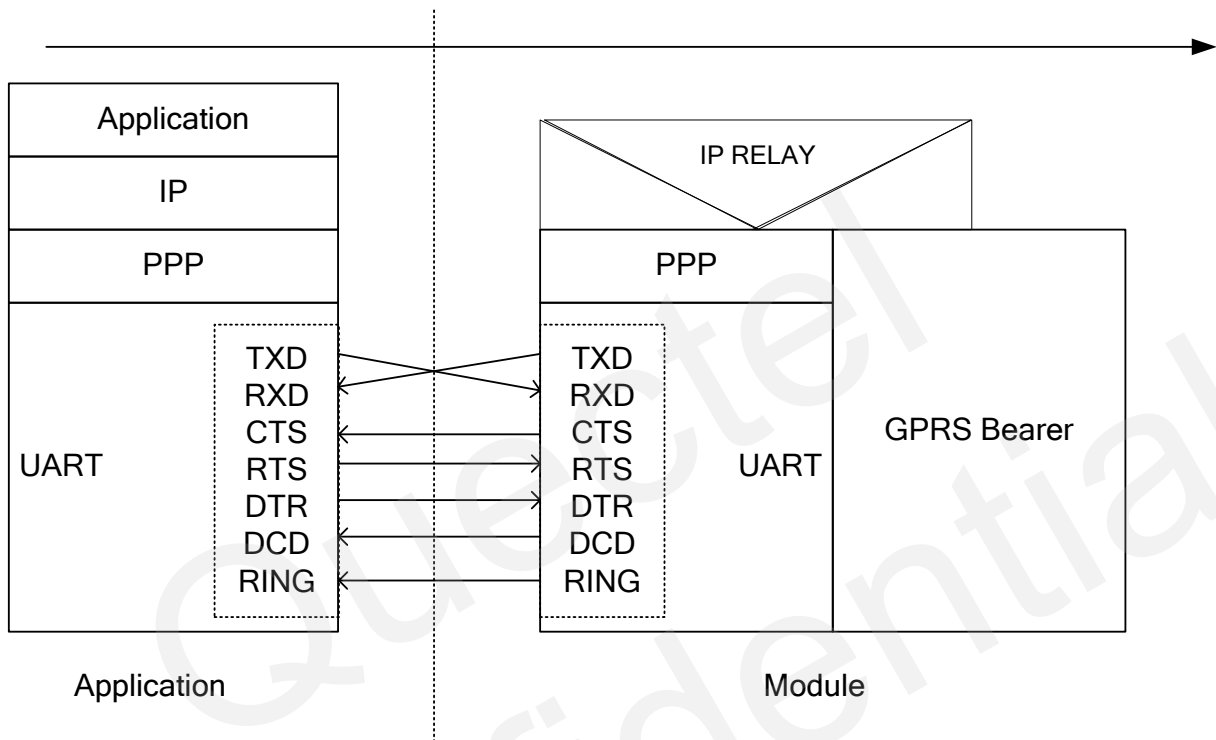 Application
IP
PPP
UART
TXD
RXD
CTS
RTS
DTR
DCD
RING
Application
IP RELAY
PPP
TXD
RXD
CTS
RTS
DTR
DCD
RING
UART
GPRS Bearer
Module
Quectel
fidential